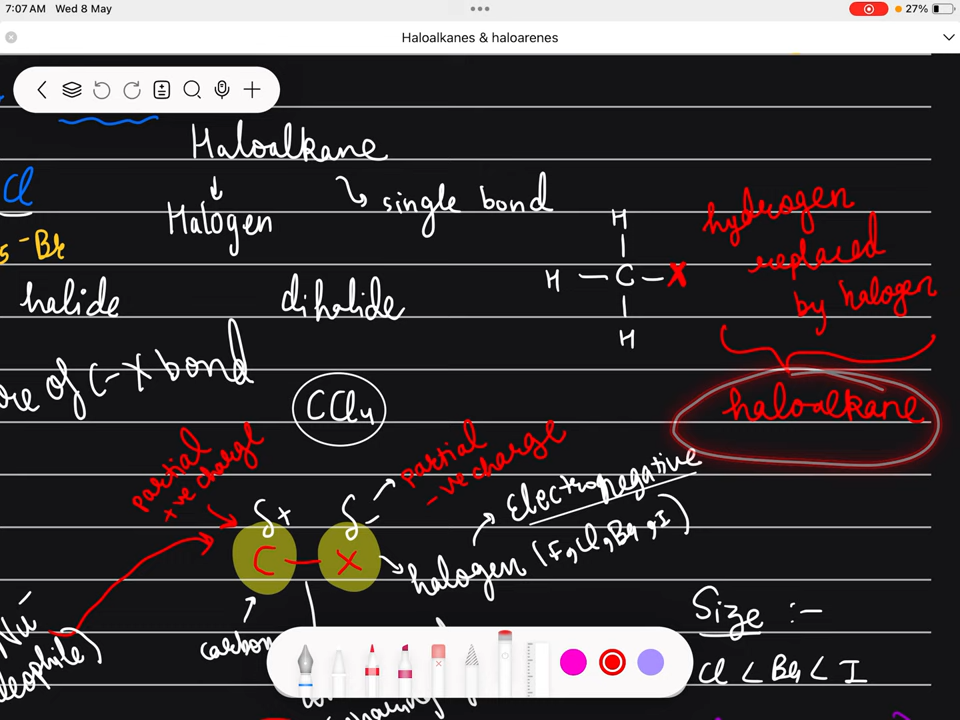 7:07 AM Wed 8 May
27%
Haloalkanes & haloarenes
Haloalkane
Cl
Halogen
single bond
-Br
halide
dihalide
H
H - C - X
H
hydrogen
replaced
by halogen
haloalkane
of C-X bond
CCl4
partial
+ve charge
partial
-ve charge
δ+ δ-
C - X
Electronegative
halogen (F, Cl, Br, I)
carbon
Nu
Size :-
Cl < Br < I